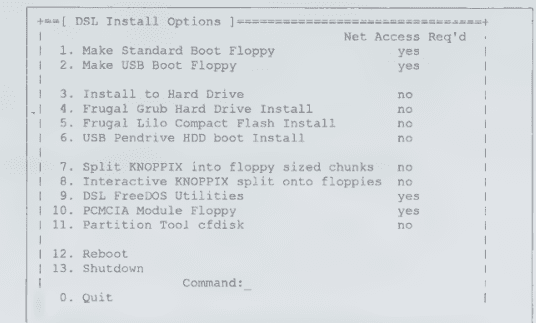 +==[ DSL Install Options ]==============================+
Net Access Req'd
1. Make Standard Boot Floppy yes
2. Make USB Boot Floppy yes
3. Install to Hard Drive no
4. Frugal Grub Hard Drive Install no
5. Frugal Lilo Compact Flash Install no
6. USB Pendrive HDD boot Install no
7. Split KNOPPIX into floppy sized chunks no
8. Interactive KNOPPIX split onto floppies no
9. DSL FreeDOS Utilities yes
10. PCMCIA Module Floppy yes
11. Partition Tool cfdisk no
12. Reboot
13. Shutdown
Command:_
0. Quit